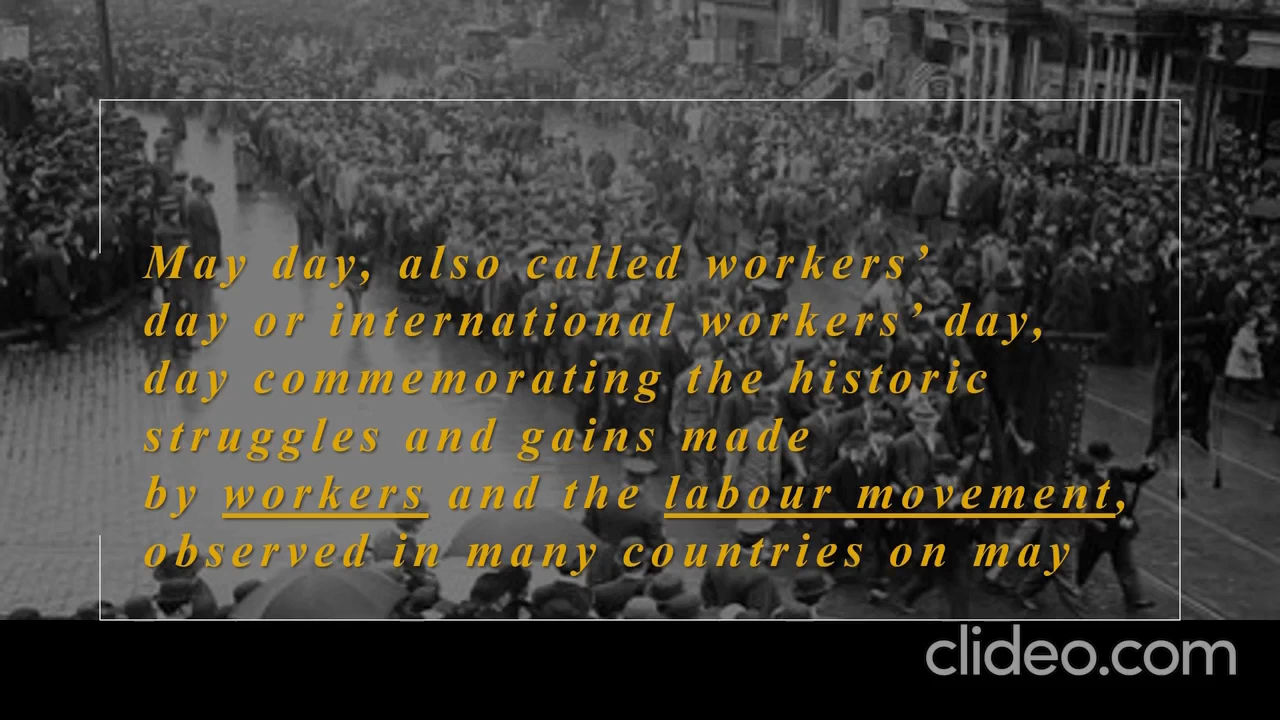 May day, also called workers’
day or international workers’ day,
day commemorating the historic
struggles and gains made
by workers and the labour movement,
observed in many countries on may
clideo.com